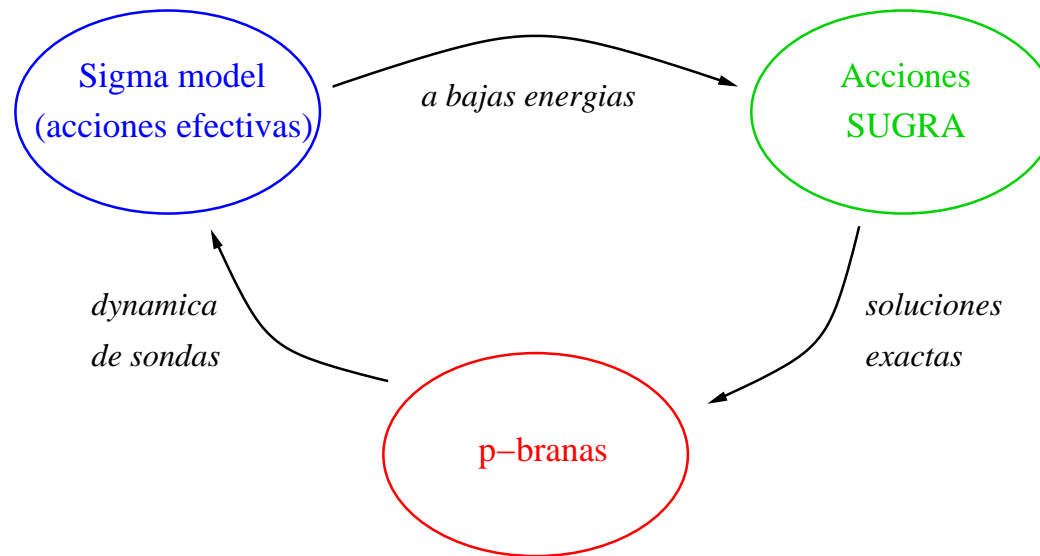 Sigma model
(acciones efectivas)
a bajas energias
Acciones
SUGRA
dynamica
de sondas
soluciones
exactas
p−branas